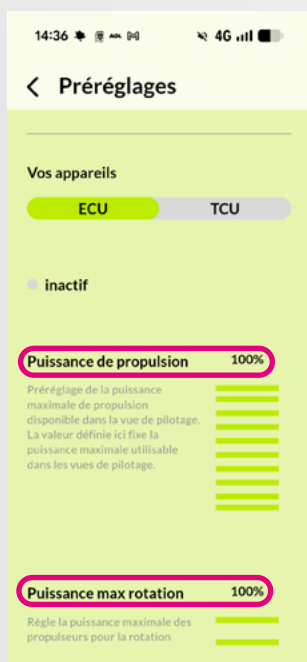 14:36 4G
Préréglages
Vos appareils
ECU TCU
inactif
Puissance de propulsion 100%
Préréglage de la puissance
maximale de propulsion
disponible dans la vue de pilotage.
La valeur définie ici fixe la
puissance maximale utilisable
dans les vues de pilotage.
Puissance max rotation 100%
Règle la puissance maximale des
propulseurs pour la rotation